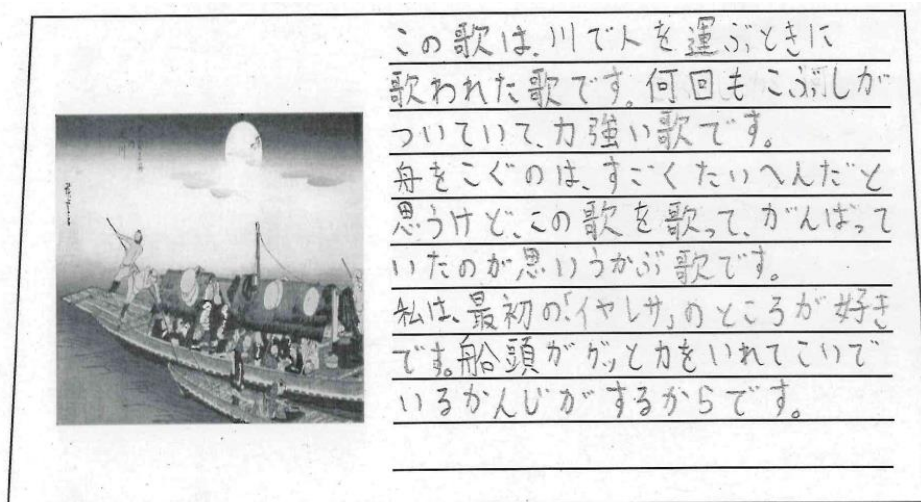 この歌は、川で人を運ぶときに
歌われた歌です。何回もこぶしが
ついていて、力強い歌です。
舟をこぐのは、すごくたいへんだと
思うけど、この歌を歌って、がんばって
いたのが思いうかぶ歌です。
私は、最初の「イヤレサ」のところが好き
です。船頭がグッと力をいれてこいで
いるかんじがするからです。